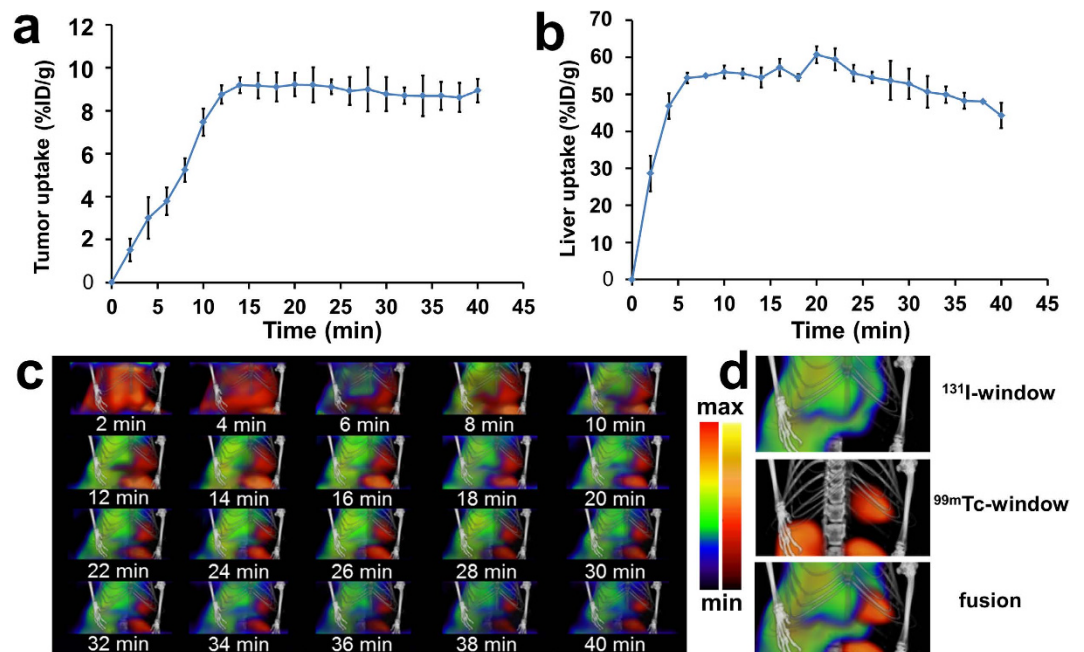 a
12
10
8
6
4
2
0
Tumor uptake (%ID/g)
0 5 10 15 20 25 30 35 40 45
Time (min)
b
70
60
50
40
30
20
10
0
Liver uptake (%ID/g)
0 5 10 15 20 25 30 35 40 45
Time (min)
c
2 min 4 min 6 min 8 min 10 min
12 min 14 min 16 min 18 min 20 min
22 min 24 min 26 min 28 min 30 min
32 min 34 min 36 min 38 min 40 min
max
min
d
¹³¹I-window
⁹⁹ᵐTc-window
fusion